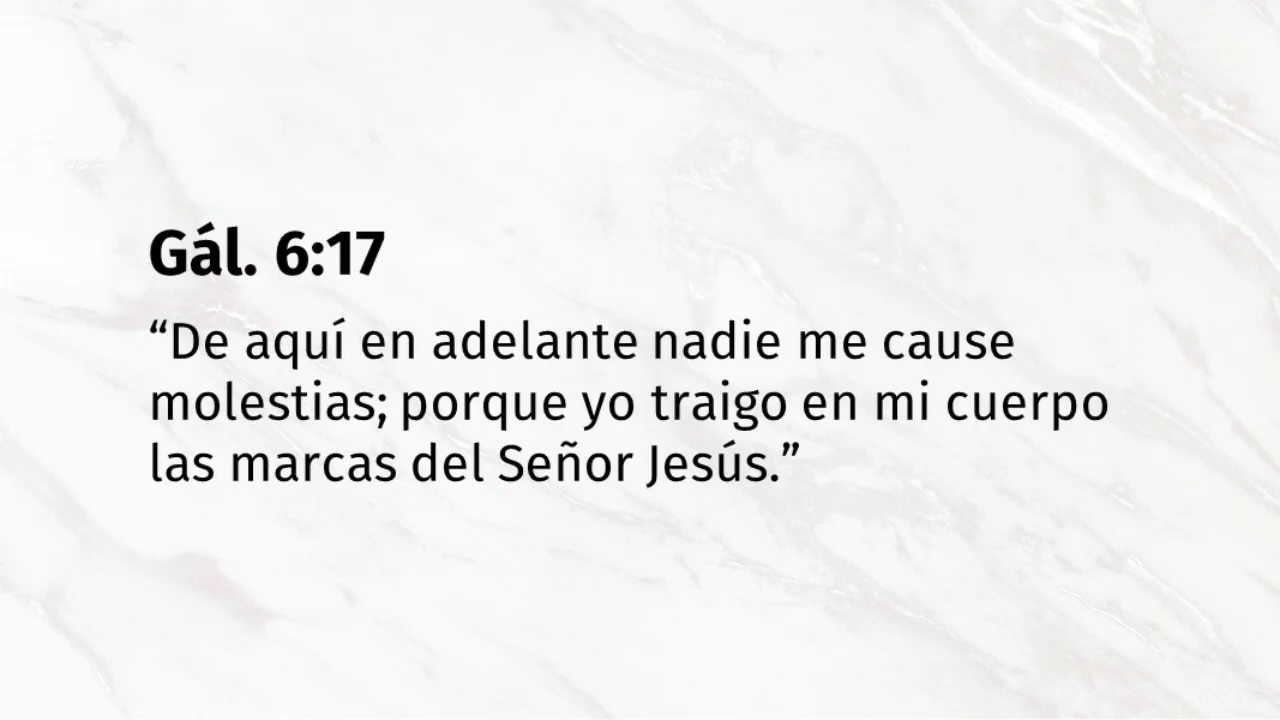 Gál. 6:17
“De aquí en adelante nadie me cause
molestias; porque yo traigo en mi cuerpo
las marcas del Señor Jesús.”